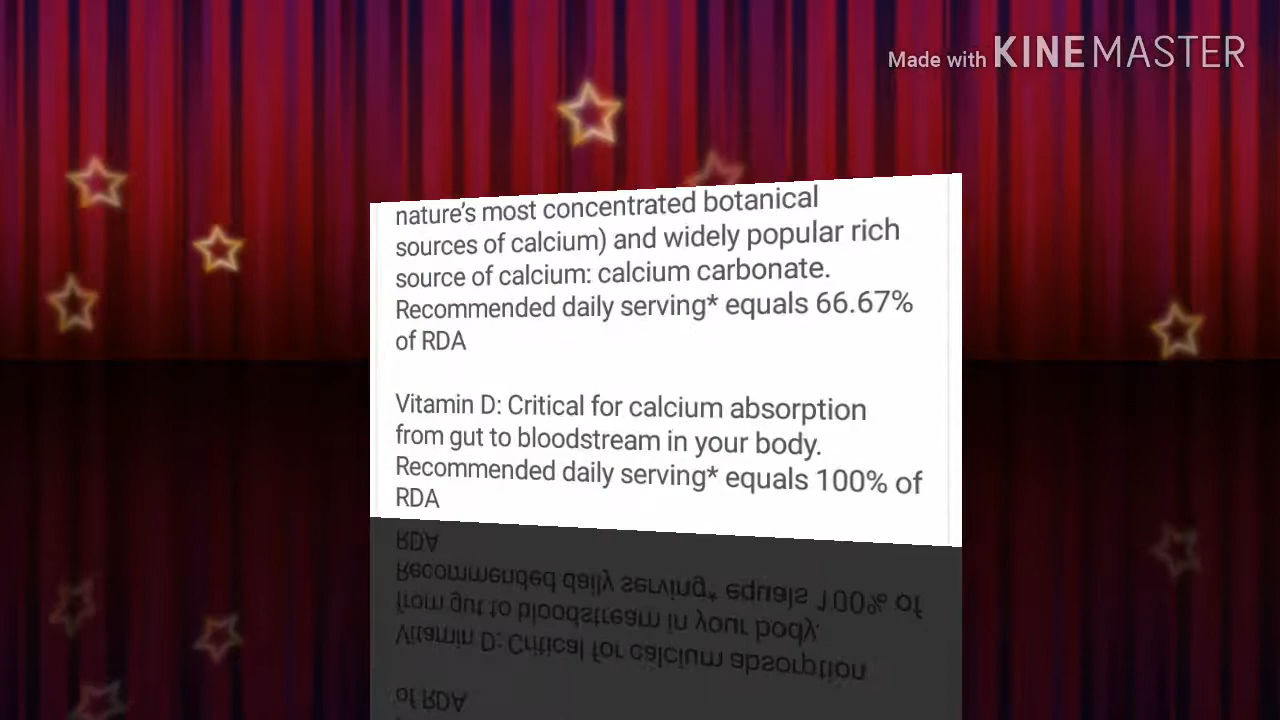 Made with KINEMASTER
nature's most concentrated botanical
sources of calcium) and widely popular rich
source of calcium: calcium carbonate.
Recommended daily serving* equals 66.67%
of RDA
Vitamin D: Critical for calcium absorption
from gut to bloodstream in your body.
Recommended daily serving* equals 100% of
RDA